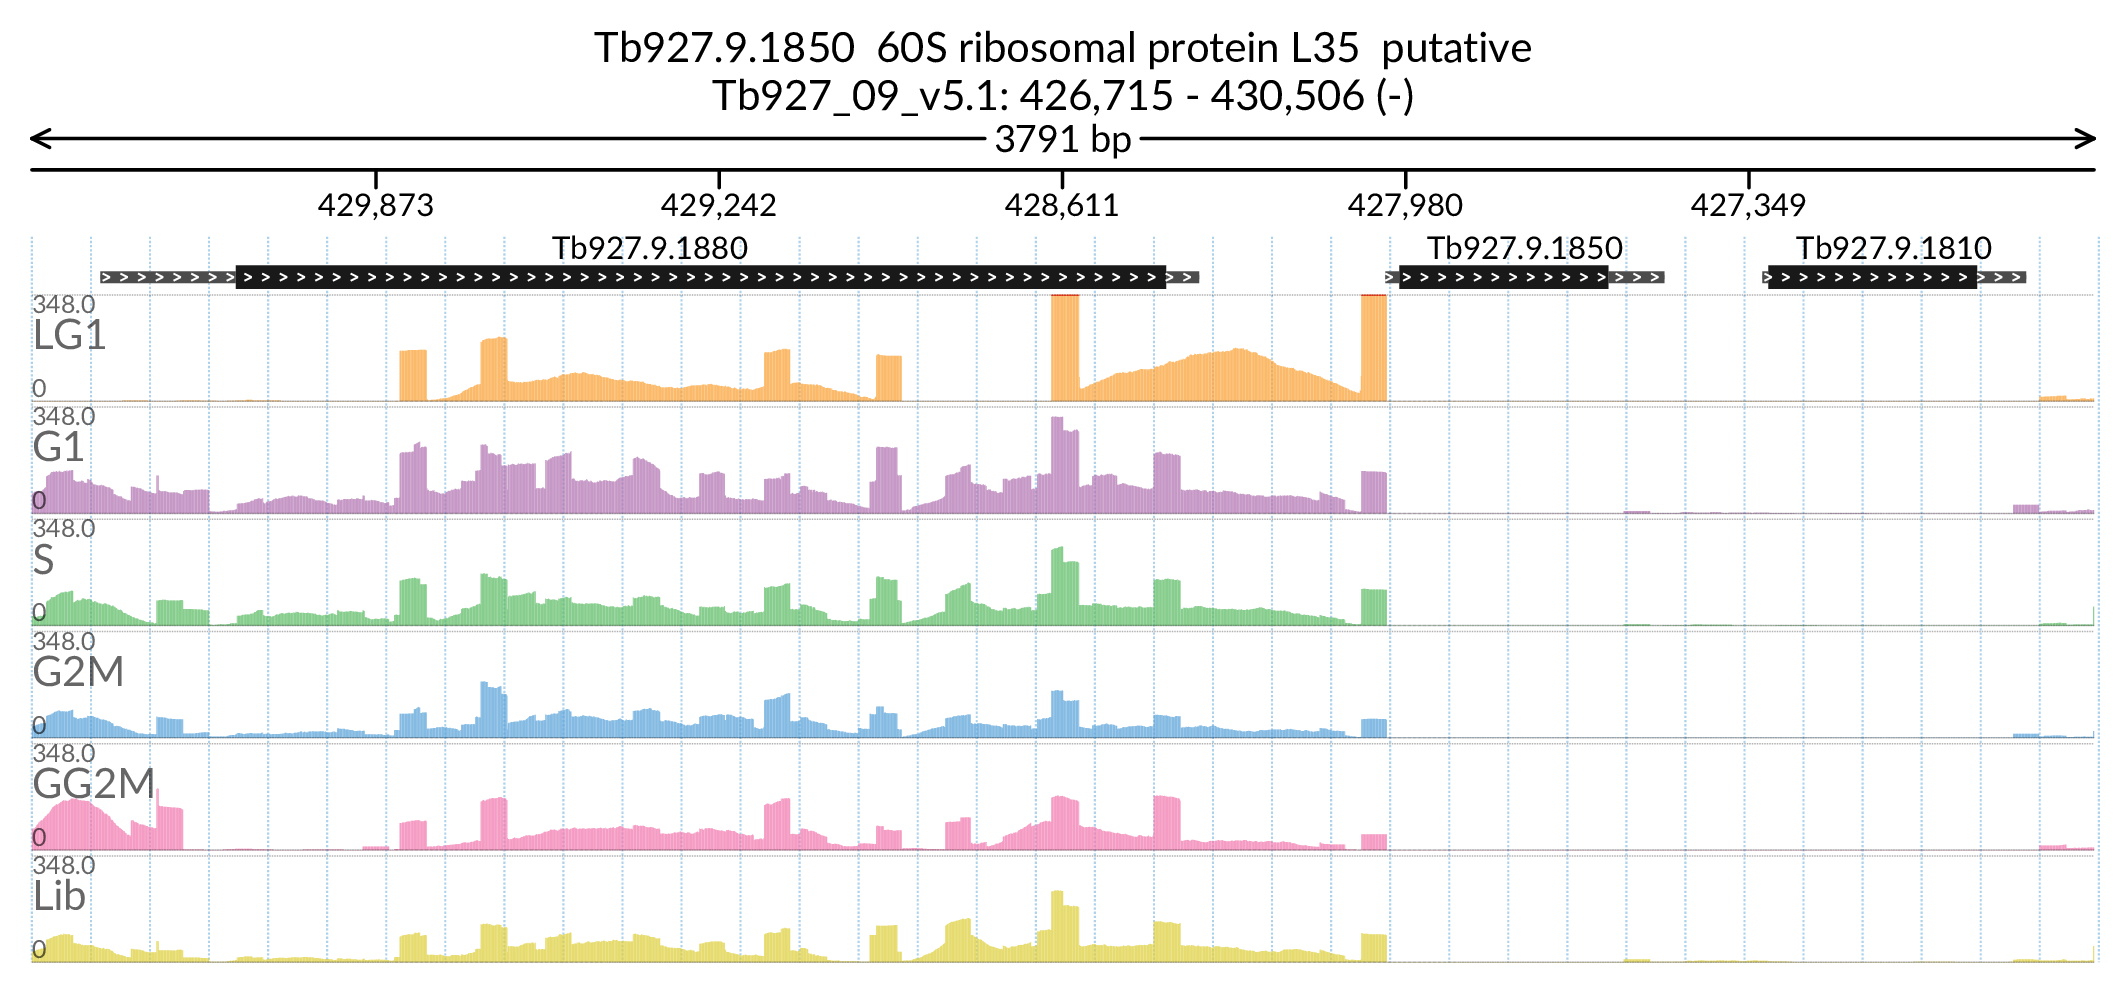 Tb927.9.1850  60S ribosomal protein L35  putative
Tb927_09_v5.1: 426,715 - 430,506 (-)
3791 bp
429,873 429,242 428,611 427,980 427,349
Tb927.9.1880 Tb927.9.1850 Tb927.9.1810
348.0
LG1
0
348.0
G1
0
348.0
S
0
348.0
G2M
0
348.0
GG2M
0
348.0
Lib
0